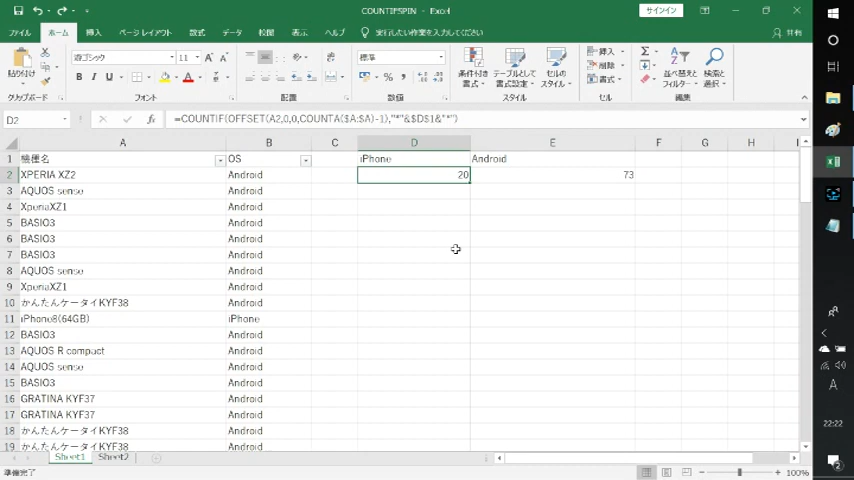 COUNTIFSPIN - Excel
サインイン
ファイル ホーム 挿入 ページ レイアウト 数式 データ 校閲 表示 ヘルプ 実行したい作業を入力してください 共有
貼り付け
游ゴシック 11
B I U
標準
条件付き書式
テーブルとして書式設定
セルのスタイル
挿入
削除
書式
並べ替えとフィルター
検索と選択
クリップボード フォント 配置 数値 スタイル セル 編集
D2 fx =COUNTIF(OFFSET(A2,0,0,COUNTA($A:$A)-1),"*"&$D$1&"*")
A B C D E F G H I
1 機種名 OS iPhone Android
2 XPERIA XZ2 Android 20 73
3 AQUOS sense Android
4 XperiaXZ1 Android
5 BASIO3 Android
6 BASIO3 Android
7 BASIO3 Android
8 AQUOS sense Android
9 XperiaXZ1 Android
10 かんたんケータイKYF38 Android
11 iPhone8(64GB) iPhone
12 BASIO3 Android
13 AQUOS R compact Android
14 AQUOS sense Android
15 BASIO3 Android
16 GRATINA KYF37 Android
17 GRATINA KYF37 Android
18 かんたんケータイKYF38 Android
19 かんたんケータイKYF38 Android
Sheet1 Sheet2
準備完了 100%
A
22:22
2